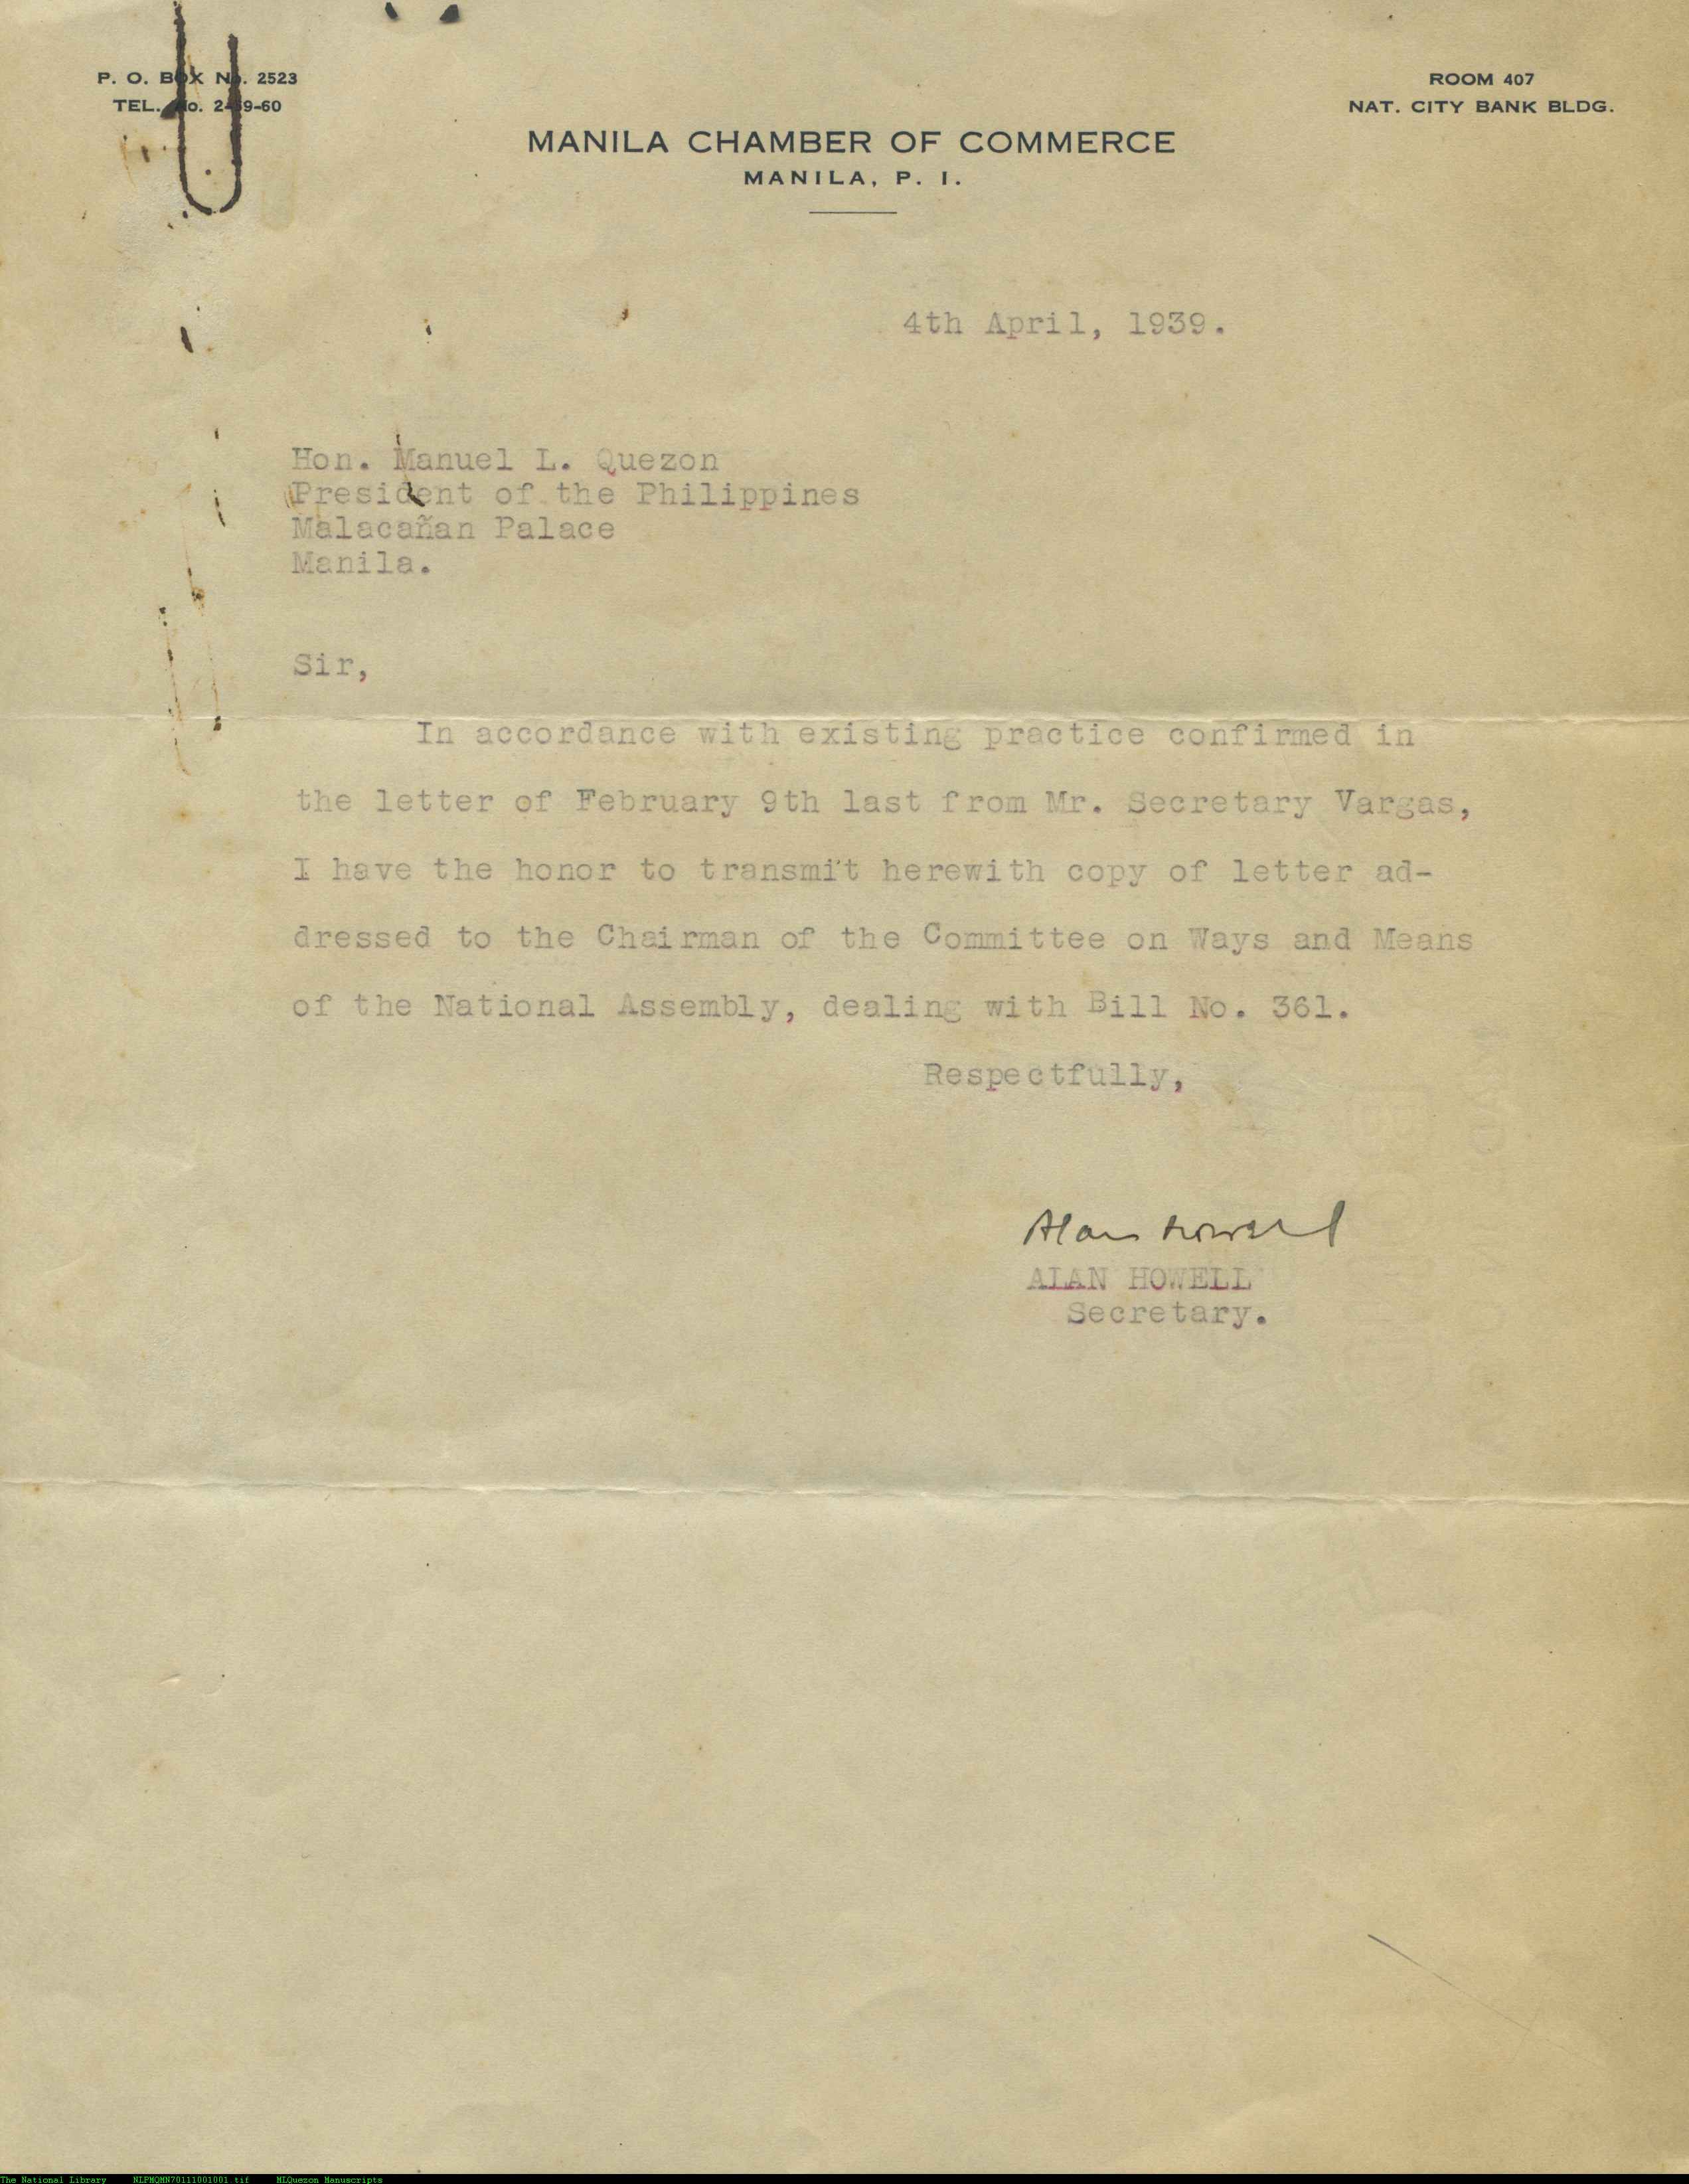 P. O. BOX No. 2523
TEL. No.
ROOM 407
NAT. CITY BANK BLDG.
MANILA CHAMBER OF COMMERCE
MANILA, P. I.
4th April, 1939.
Hon. Manuel L. Quezon
President of the Philippines
Malacañan Palace
Manila.
Sir,
In accordance with existing practice confirmed in
the letter of February 9th last from Mr. Secretary Vargas,
I have the honor to transmit herewith copy of letter ad-
dressed to the Chairman of the Committee on Ways and Means
of the National Assembly, dealing with Bill No. 361.
Respectfully,
Alan Howell
ALAN HOWELL
Secretary.
The National Library NLPMQMN70111001001.tif MLQuezon Manuscripts